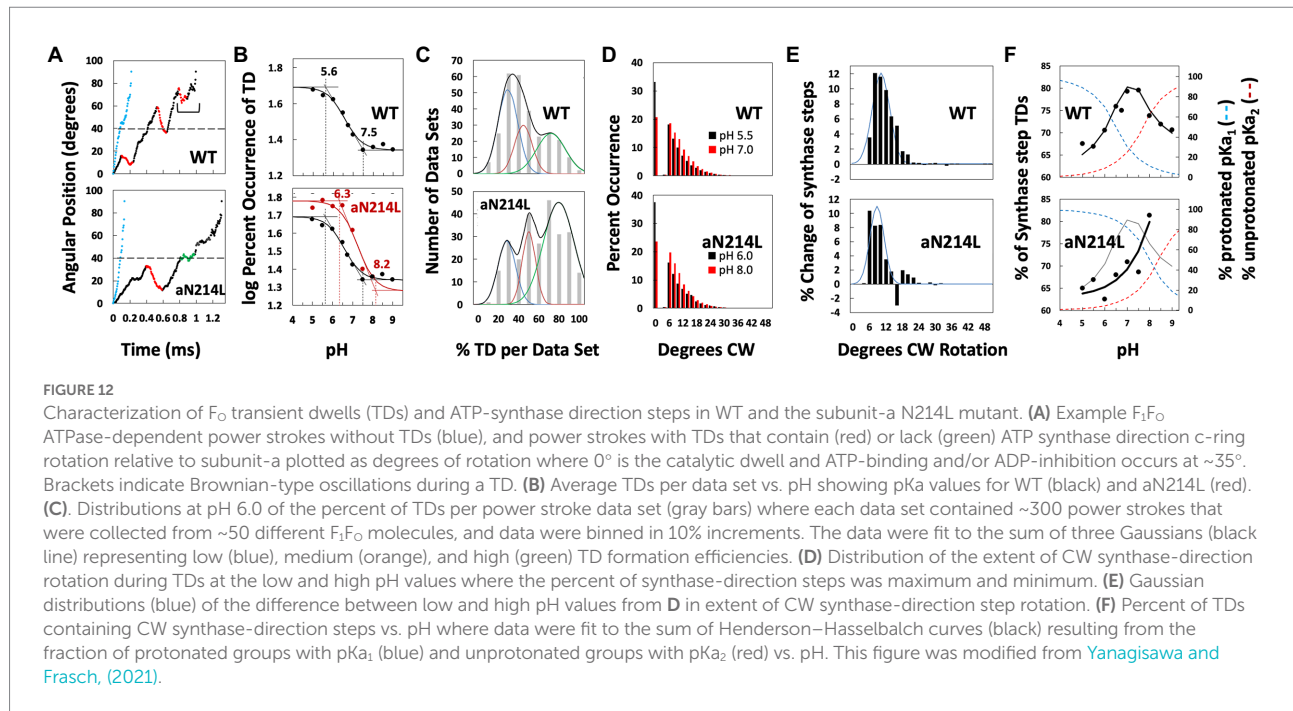 A
B
C
D
E
F
Angular Position (degrees)
100
80
60
40
20
0
WT
100
80
60
40
20
0
aN214L
0 0.2 0.4 0.6 0.8 1 1.2
Time (ms)
log Percent Occurrence of TD
1.8
1.6
1.4
1.2
5.6
WT
7.5
1.8
1.7
1.6
1.5
1.4
1.3
1.2
6.3
aN214L
8.2
4 5 6 7 8 9
pH
Number of Data Sets
70
60
50
40
30
20
10
0
WT
50
40
30
20
10
0
aN214L
0 20 40 60 80 100
% TD per Data Set
Percent Occurrence
40
30
20
10
0
WT
pH 5.5
pH 7.0
40
30
20
10
0
aN214L
pH 6.0
pH 8.0
0 6 12 18 24 30 36 42 48
Degrees CW
% Change of synthase steps
12
10
8
6
4
2
0
-2
WT
12
10
8
6
4
2
0
-2
-4
aN214L
0 6 12 18 24 30 36 42 48
Degrees CW Rotation
% of Synthase step TDs
85
80
75
70
65
60
WT
100
80
60
40
20
0
85
80
75
70
65
60
aN214L
100
80
60
40
20
0
4 5 6 7 8 9
pH
% protonated pKa₁ (--)
% unprotonated pKa₂ (--)
FIGURE 12
Characterization of FO transient dwells (TDs) and ATP-synthase direction steps in WT and the subunit-a N214L mutant. (A) Example F₁FO
ATPase-dependent power strokes without TDs (blue), and power strokes with TDs that contain (red) or lack (green) ATP synthase direction c-ring
rotation relative to subunit-a plotted as degrees of rotation where 0° is the catalytic dwell and ATP-binding and/or ADP-inhibition occurs at ~35°.
Brackets indicate Brownian-type oscillations during a TD. (B) Average TDs per data set vs. pH showing pKa values for WT (black) and aN214L (red).
(C). Distributions at pH 6.0 of the percent of TDs per power stroke data set (gray bars) where each data set contained ~300 power strokes that
were collected from ~50 different F₁FO molecules, and data were binned in 10% increments. The data were fit to the sum of three Gaussians (black
line) representing low (blue), medium (orange), and high (green) TD formation efficiencies. (D) Distribution of the extent of CW synthase-direction
rotation during TDs at the low and high pH values where the percent of synthase-direction steps was maximum and minimum. (E) Gaussian
distributions (blue) of the difference between low and high pH values from D in extent of CW synthase-direction step rotation. (F) Percent of TDs
containing CW synthase-direction steps vs. pH where data were fit to the sum of Henderson–Hasselbalch curves (black) resulting from the
fraction of protonated groups with pKa₁ (blue) and unprotonated groups with pKa₂ (red) vs. pH. This figure was modified from Yanagisawa and
Frasch, (2021).